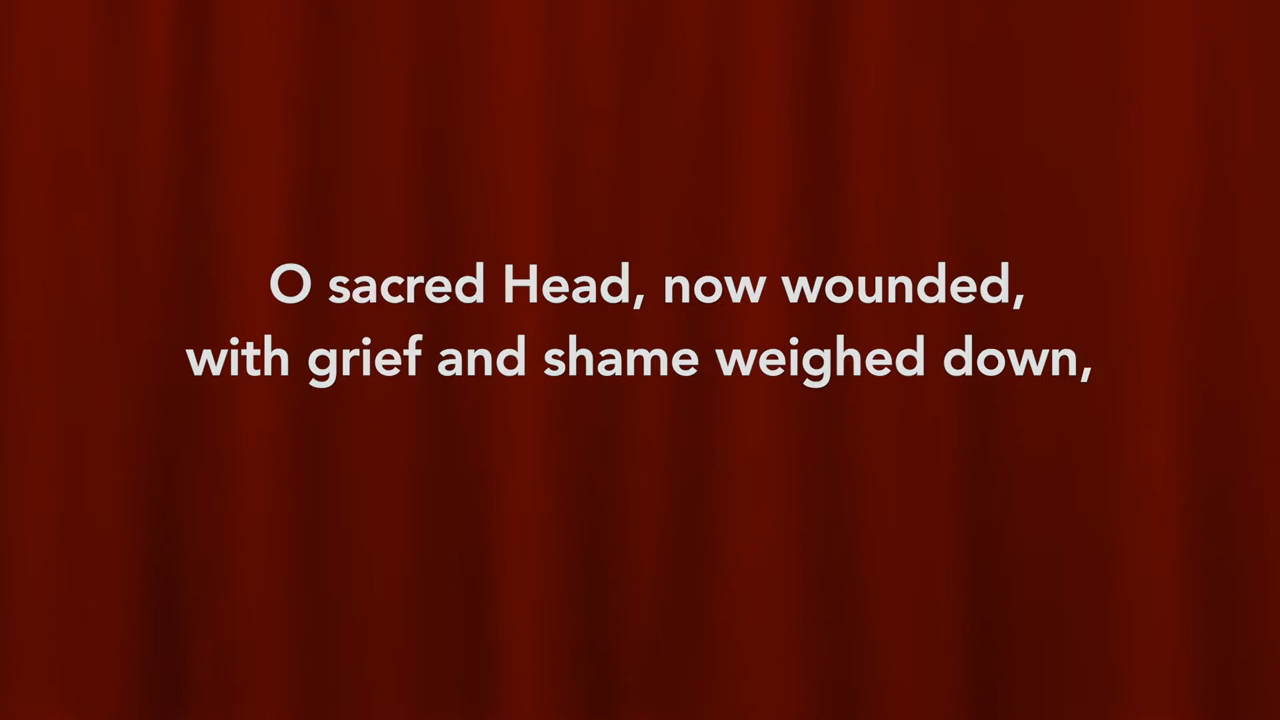 O sacred Head, now wounded,
with grief and shame weighed down,